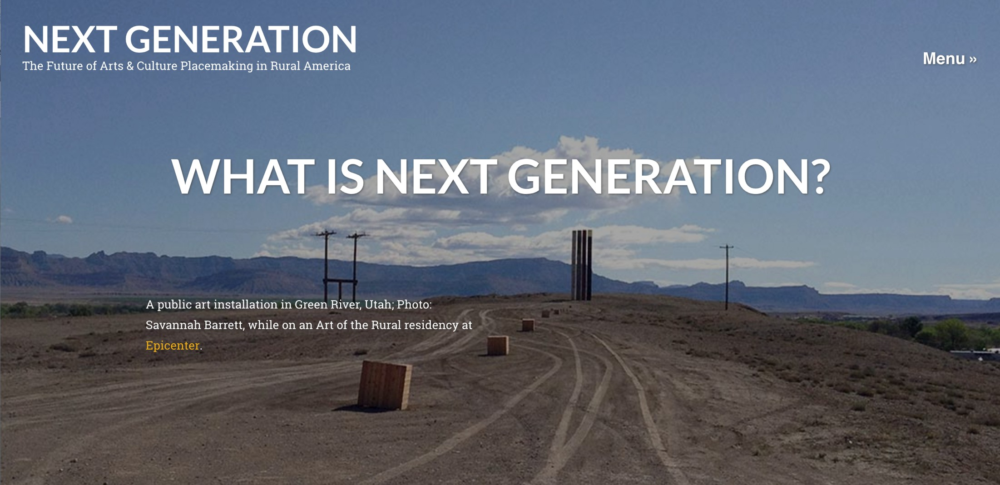 NEXT GENERATION
The Future of Arts & Culture Placemaking in Rural America
Menu »
WHAT IS NEXT GENERATION?
A public art installation in Green River, Utah; Photo:
Savannah Barrett, while on an Art of the Rural residency at
Epicenter.